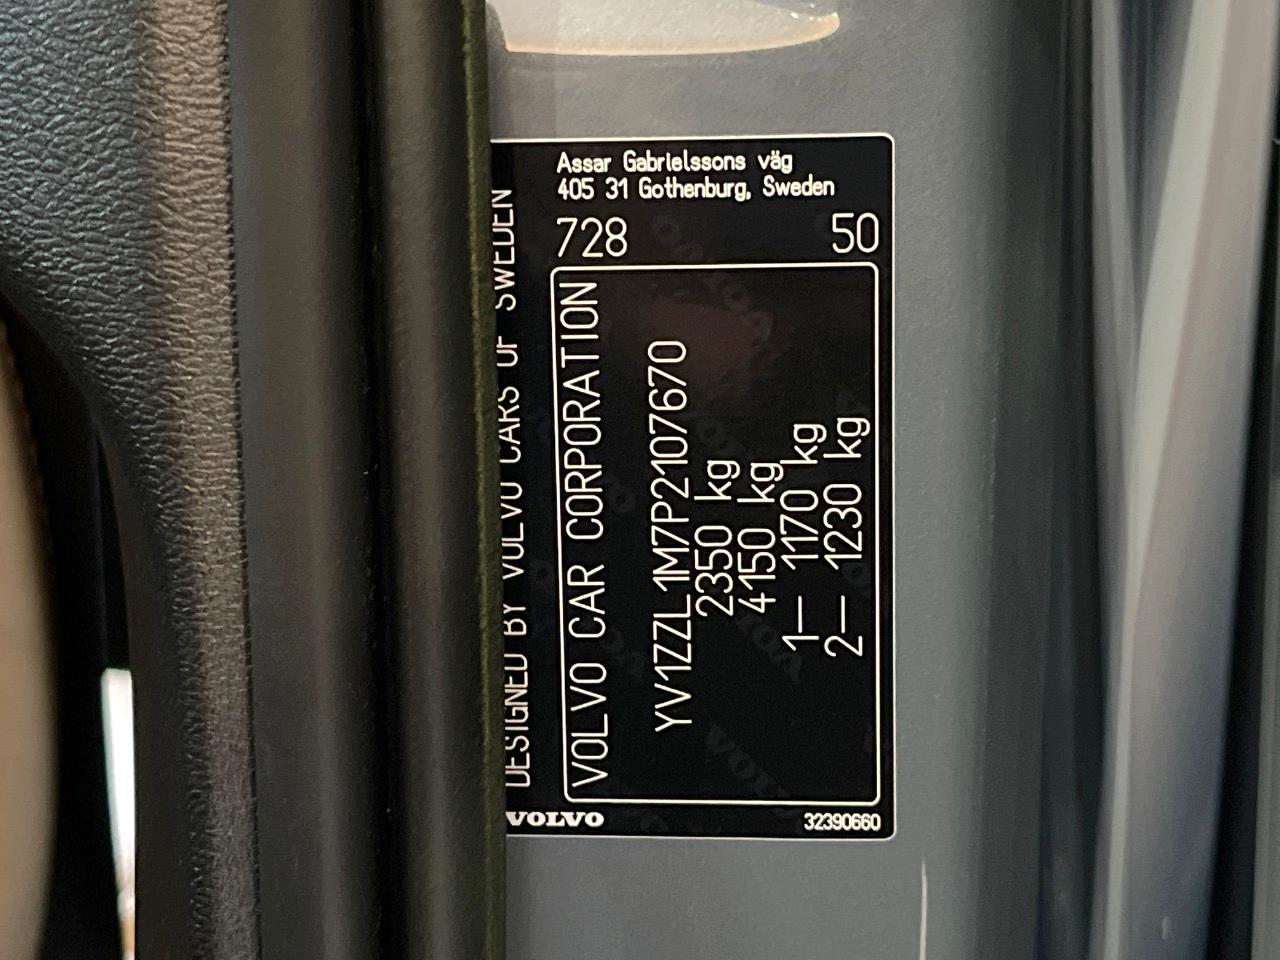 Assar Gabrielssons väg
405 31 Gothenburg, Sweden
728
50
DESIGNED BY VOLVO CARS OF SWEDEN
VOLVO CAR CORPORATION
YV1ZZL1M7P2107670
2350 kg
4150 kg
1— 1170 kg
2— 1230 kg
VOLVO
32390660